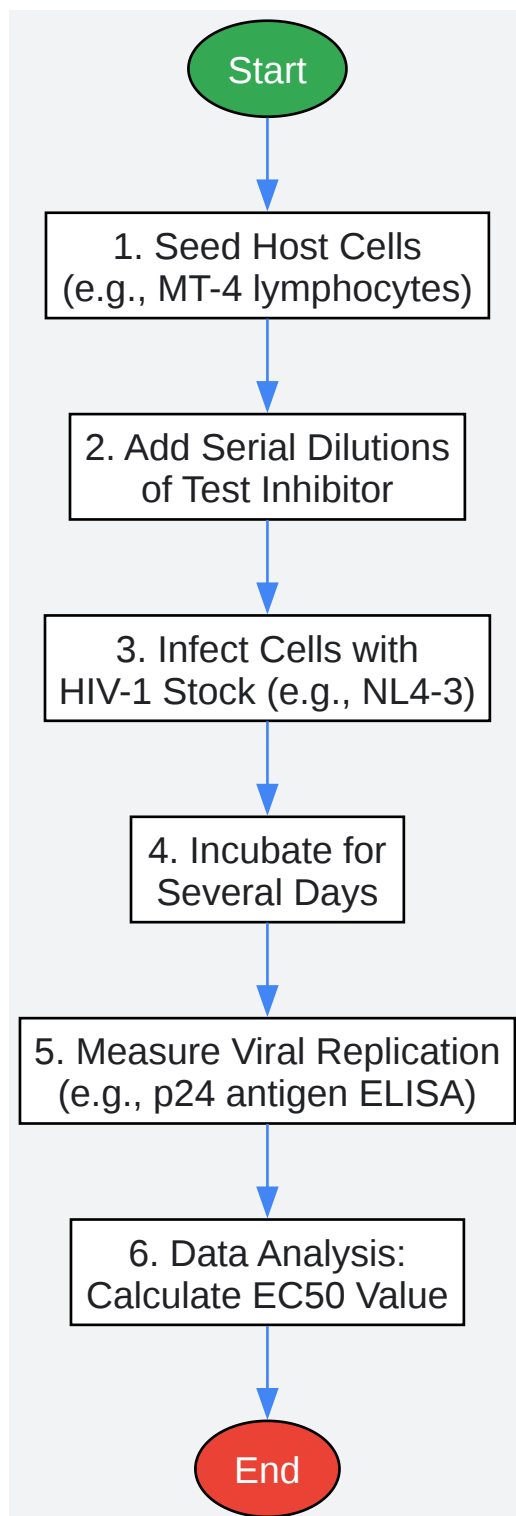 Start
1. Seed Host Cells
(e.g., MT-4 lymphocytes)
2. Add Serial Dilutions
of Test Inhibitor
3. Infect Cells with
HIV-1 Stock (e.g., NL4-3)
4. Incubate for
Several Days
5. Measure Viral Replication
(e.g., p24 antigen ELISA)
6. Data Analysis:
Calculate EC50 Value
End